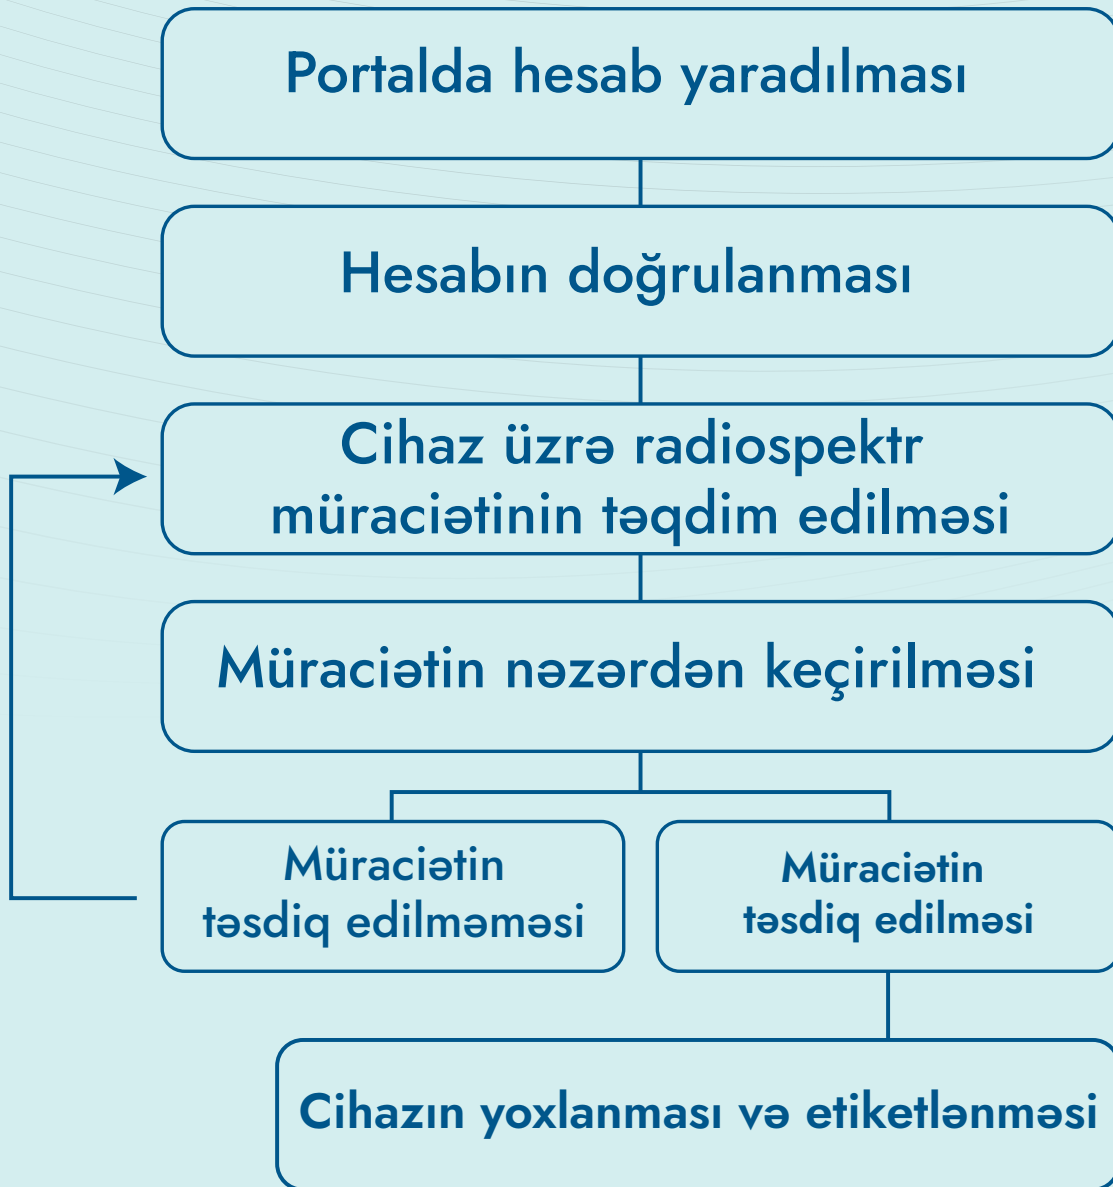 Portalda hesab yaradılması
Hesabın doğrulanması
Cihaz üzrə radiospektr
müraciətinin təqdim edilməsi
Müraciətin nəzərdən keçirilməsi
Müraciətin
təsdiq edilməməsi
Müraciətin
təsdiq edilməsi
Cihazın yoxlanması və etiketlənməsi